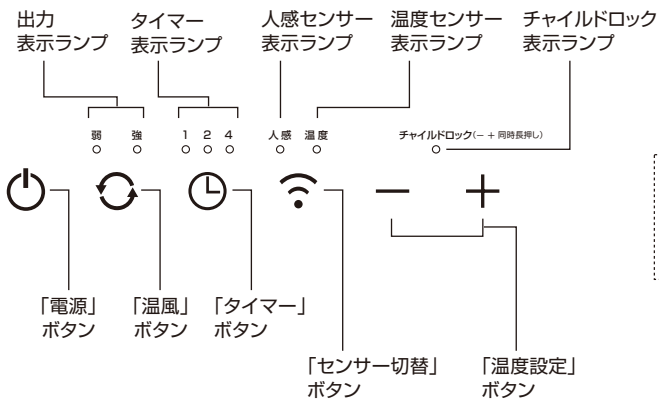 出力
表示ランプ
タイマー
表示ランプ
人感センサー
表示ランプ
温度センサー
表示ランプ
チャイルドロック
表示ランプ
弱 強
1 2 4
人感 温度
チャイルドロック(− + 同時長押し)
「電源」
ボタン
「温風」
ボタン
「タイマー」
ボタン
「センサー切替」
ボタン
「温度設定」
ボタン